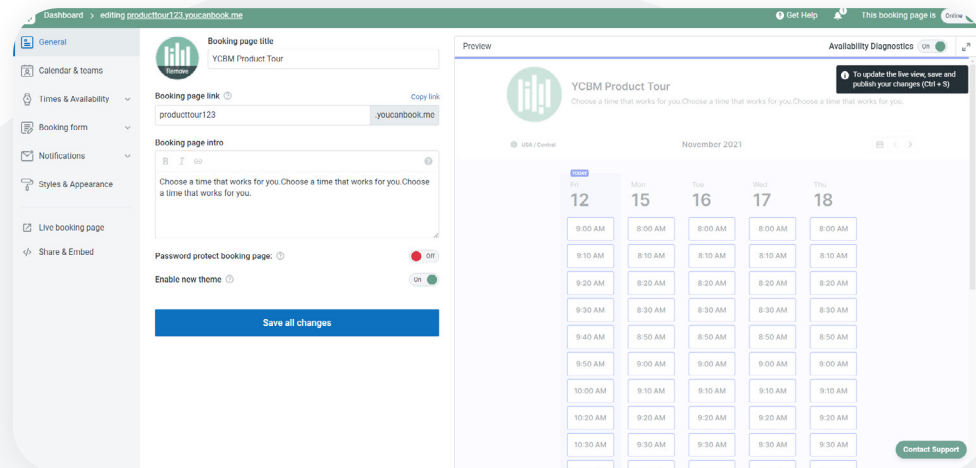 Dashboard > editing producttour123.youcanbook.me
Get Help
This booking page is Online
General
Calendar & teams
Times & Availability
Booking form
Notifications
Styles & Appearance
Live booking page
Share & Embed
Remove
Booking page title
YCBM Product Tour
Booking page link
Copy link
producttour123 .youcanbook.me
Booking page intro
B I
Choose a time that works for you.Choose a time that works for you.Choose
a time that works for you.
Password protect booking page: Off
Enable new theme On
Save all changes
Preview
Availability Diagnostics On
To update the live view, save and
publish your changes (Ctrl + S)
YCBM Product Tour
Choose a time that works for you.Choose a time that works for you.Choose a time that works for you.
USA / Central
November 2021
TODAY
Fri Mon Tue Wed Thu
12 15 16 17 18
9:00 AM 8:00 AM 8:00 AM 8:00 AM 8:00 AM
9:10 AM 8:10 AM 8:10 AM 8:10 AM 8:10 AM
9:20 AM 8:20 AM 8:20 AM 8:20 AM 8:20 AM
9:30 AM 8:30 AM 8:30 AM 8:30 AM 8:30 AM
9:40 AM 8:50 AM 8:50 AM 8:50 AM 8:50 AM
9:50 AM 9:00 AM 9:00 AM 9:00 AM 9:00 AM
10:00 AM 9:10 AM 9:10 AM 9:10 AM 9:10 AM
10:20 AM 9:20 AM 9:20 AM 9:20 AM 9:20 AM
10:30 AM 9:30 AM 9:30 AM 9:30 AM 9:30 AM
Contact Support